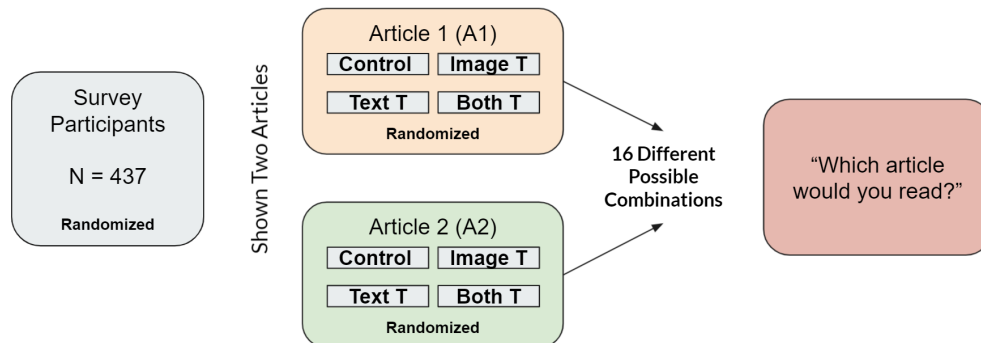 Survey
Participants
N = 437
Randomized
Shown Two Articles
Article 1 (A1)
Control
Image T
Text T
Both T
Randomized
Article 2 (A2)
Control
Image T
Text T
Both T
Randomized
16 Different
Possible
Combinations
“Which article
would you read?”